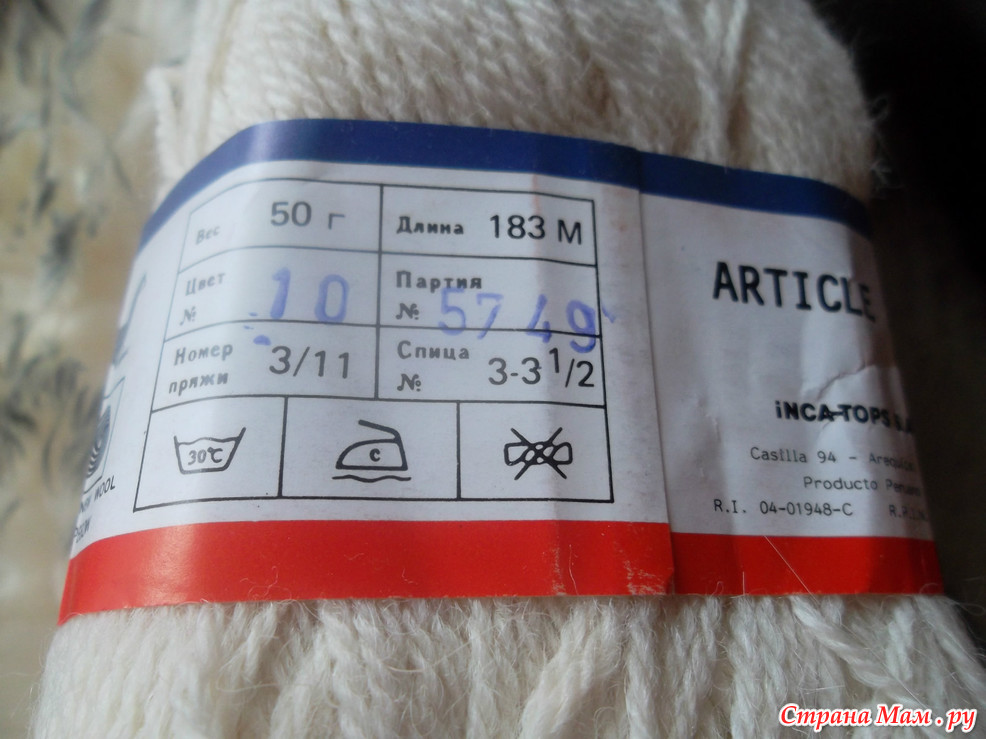 Вес 50 г Длина 183 М
Цвет № 10 Партия № 5749
Номер пряжи 3/11 Спица № 3-3 1/2
30°C C
WOOL
ARTICLE
INCA-TOPS
Casilla 94 -
Producto
R.I. 04-01948-C
Страна Мам.ру